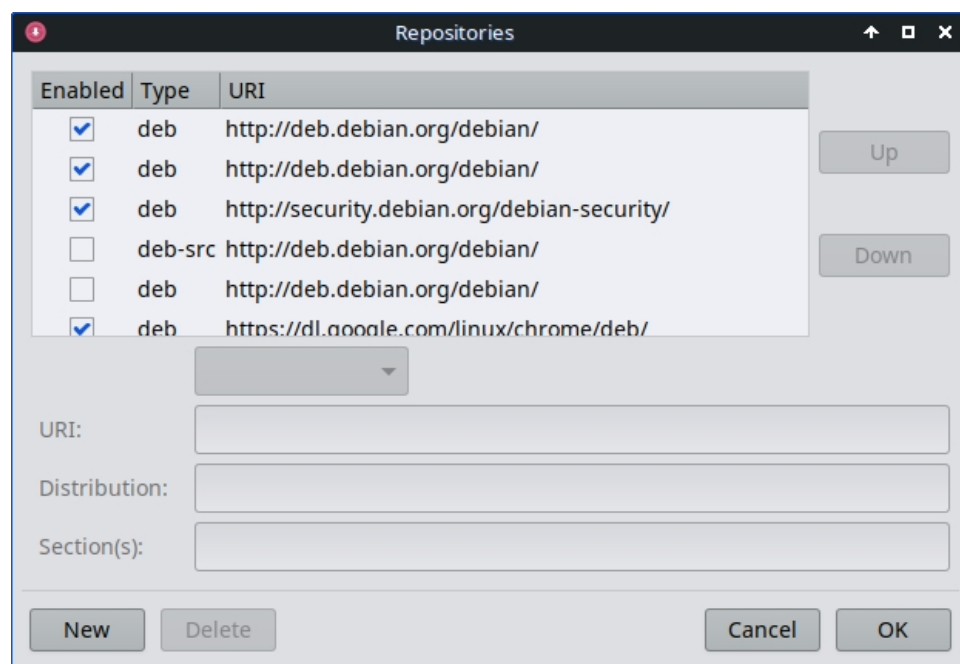 Repositories
Enabled Type URI
deb http://deb.debian.org/debian/
deb http://deb.debian.org/debian/
Up
deb http://security.debian.org/debian-security/
deb-src http://deb.debian.org/debian/
Down
deb http://deb.debian.org/debian/
deb https://dl.google.com/linux/chrome/deb/
URI:
Distribution:
Section(s):
New Delete Cancel OK